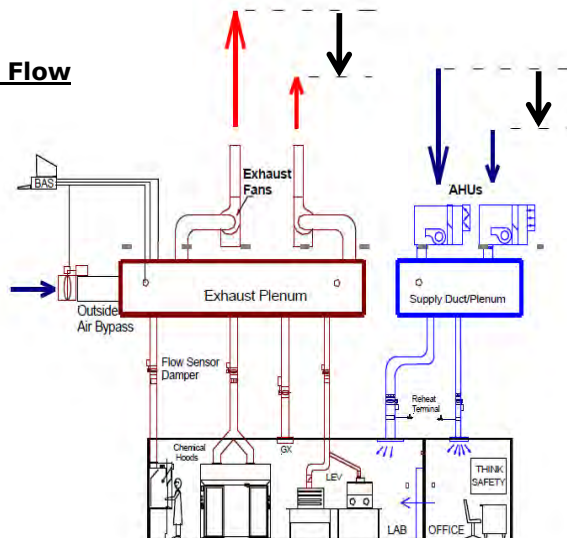 Flow
Exhaust
Fans
AHUs
BAS
Exhaust Plenum
Supply Duct/Plenum
Outside
Air Bypass
Flow Sensor
Damper
Reheat
Terminal
Chemical
Hoods
GX
LEV
THINK
SAFETY
LAB
OFFICE